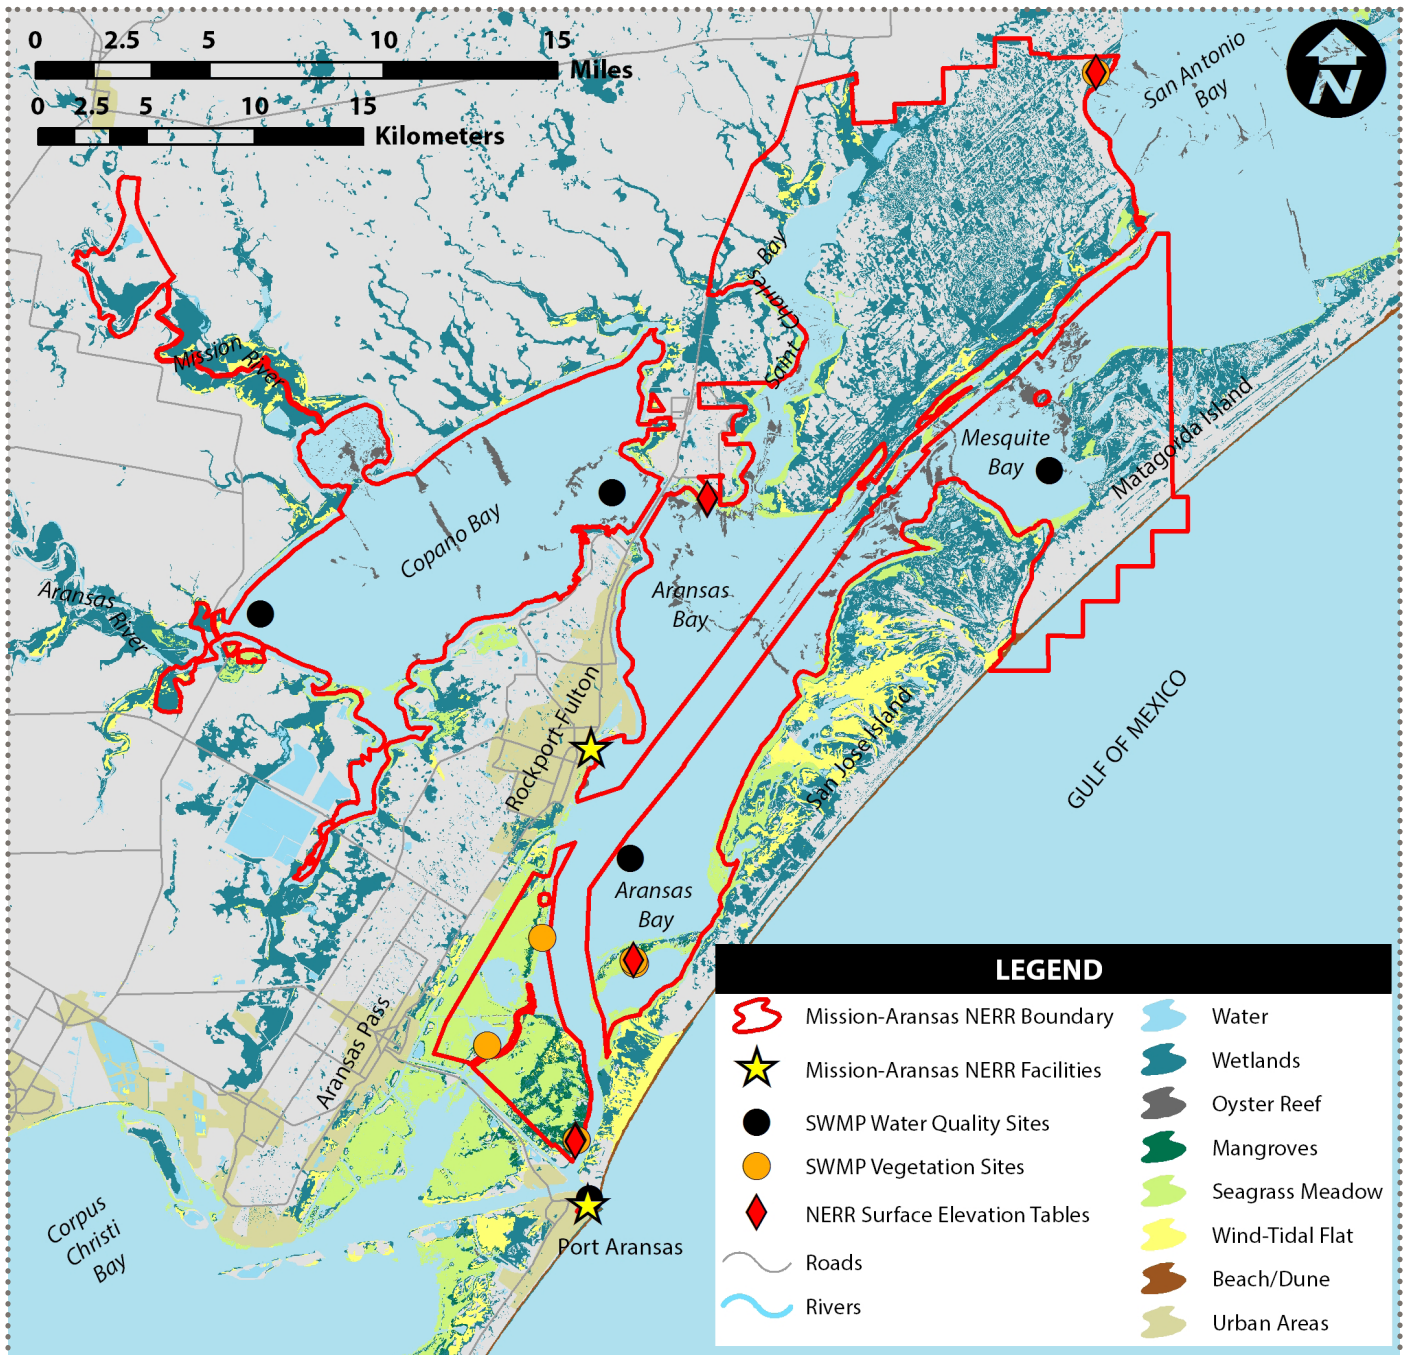 0 2.5 5 10 15
Miles
0 2.5 5 10 15
Kilometers
N
San Antonio
Bay
Saint Charles Bay
Mission River
Mesquite
Bay
Matagorda Island
Copano Bay
Aransas River
Aransas
Bay
Rockport-Fulton
San Jose Island
GULF OF MEXICO
Aransas
Bay
Aransas Pass
Corpus
Christi
Bay
Port Aransas
LEGEND
Mission-Aransas NERR Boundary
Mission-Aransas NERR Facilities
SWMP Water Quality Sites
SWMP Vegetation Sites
NERR Surface Elevation Tables
Roads
Rivers
Water
Wetlands
Oyster Reef
Mangroves
Seagrass Meadow
Wind-Tidal Flat
Beach/Dune
Urban Areas